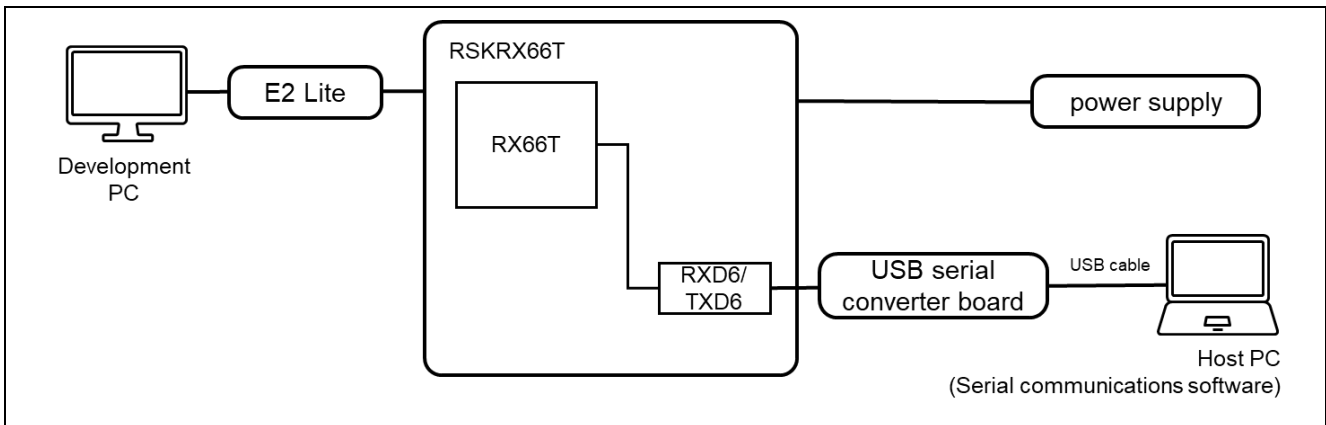 RSKRX66T
E2 Lite
power supply
RX66T
Development
PC
RXD6/
TXD6
USB serial
converter board
USB cable
Host PC
(Serial communications software)